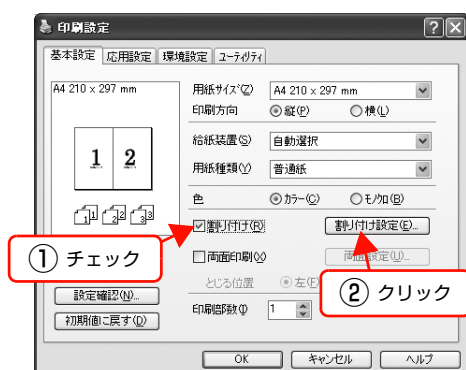 印刷設定
基本設定 応用設定 環境設定 ユーティリティ
A4 210 x 297 mm
用紙サイズ(Z) A4 210 x 297 mm
印刷方向 縦(P) 横(L)
給紙装置(S) 自動選択
1 2
用紙種類(Y) 普通紙
色 カラー(C) モノクロ(B)
1 1 2 2 3 3
割り付け(R) 割り付け設定(E)...
① チェック
両面印刷(X) 両面設定(U)...
とじる位置 左(F)
② クリック
設定確認(N)...
印刷部数(I) 1
初期値に戻す(D)
OK キャンセル ヘルプ